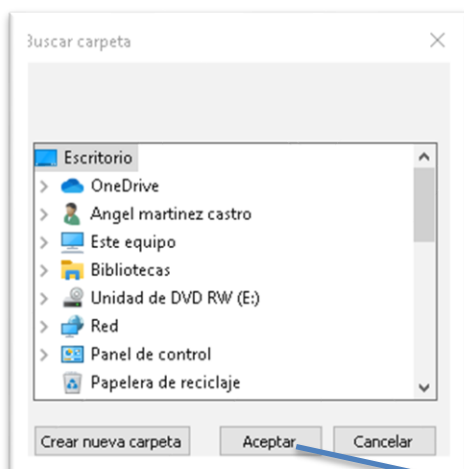 Buscar carpeta
Escritorio
OneDrive
Angel martinez castro
Este equipo
Bibliotecas
Unidad de DVD RW (E:)
Red
Panel de control
Papelera de reciclaje
Crear nueva carpeta Aceptar Cancelar